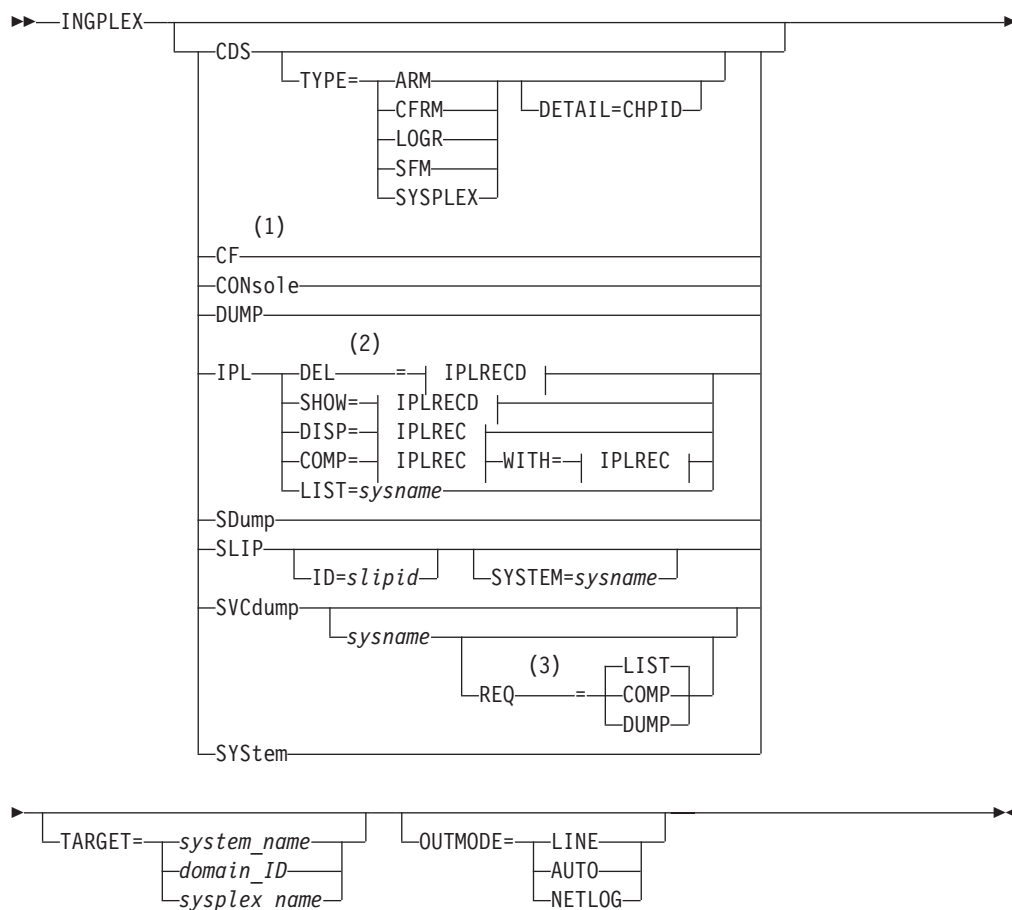 INGPLEX
CDS
TYPE= ARM
CFRM DETAIL=CHPID
LOGR
SFM
SYSPLEX
(1)
CF
CONsole
DUMP
(2)
IPL DEL = IPLRECD
SHOW= IPLRECD
DISP= IPLREC
COMP= IPLREC WITH= IPLREC
LIST=sysname
SDump
SLIP
ID=slipid SYSTEM=sysname
SVCdump
sysname
(3) LIST
REQ = COMP
DUMP
SYStem
TARGET= system_name OUTMODE= LINE
domain_ID AUTO
sysplex_name NETLOG